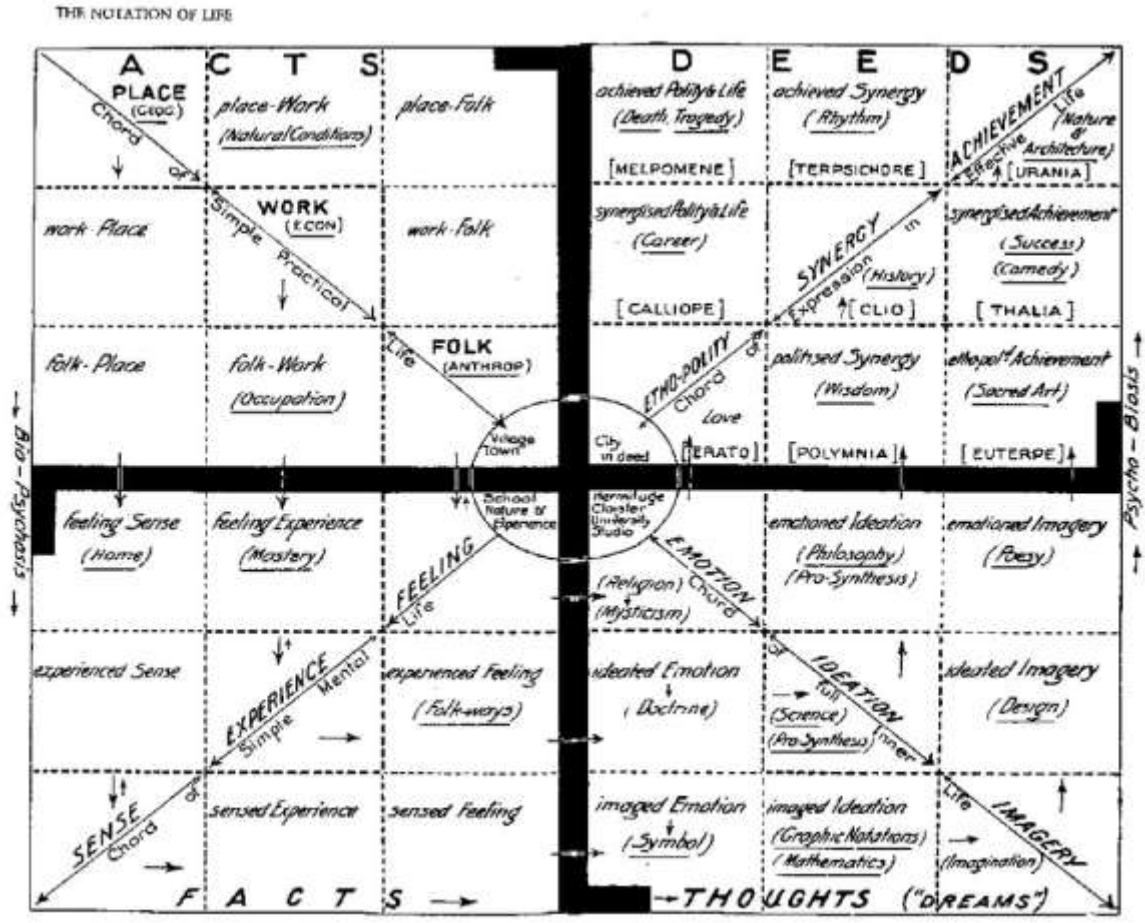 THE NOTATION OF LIFE
A C T S
D E E D S
PLACE
(GEOG)
place-Work
(Natural Conditions)
place-Folk
achieved Polity & Life
(Death, Tragedy)
[MELPOMENE]
achieved Synergy
(Rhythm)
[TERPSICHORE]
ACHIEVEMENT
Effective Life
(Nature &
Architecture)
[URANIA]
Chord of Simple Practical Life
work-Place
WORK
(ECON)
work-Folk
synergised Polity & Life
(Career)
[CALLIOPE]
SYNERGY
Expression in
(History)
[CLIO]
synergised Achievement
(Success)
(Comedy)
[THALIA]
folk-Place
folk-Work
(Occupation)
FOLK
(ANTHROP)
ETHO-POLITY
Chord of
Love
[ERATO]
politised Synergy
(Wisdom)
[POLYMNIA]
ethopol^d Achievement
(Sacred Art)
[EUTERPE]
Village
Town
City
in deed
School
Nature &
Experience
Hermitage
Cloister
University
Studio
Bio-Psychosis
Psycho-Biosis
feeling Sense
(Home)
feeling Experience
(Mastery)
FEELING
Life
EMOTION
Chord
(Religion)
(Mysticism)
emotioned Ideation
(Philosophy)
(Pro-Synthesis)
emotioned Imagery
(Poesy)
experienced Sense
EXPERIENCE
Simple Mental
experienced Feeling
(Folk-ways)
ideated Emotion
(Doctrine)
IDEATION
of Full Inner
(Science)
(Pro-Synthesis)
ideated Imagery
(Design)
SENSE
Chord of
sensed Experience
sensed Feeling
imaged Emotion
(Symbol)
imaged Ideation
(Graphic Notations)
(Mathematics)
Life
IMAGERY
(Imagination)
F A C T S
THOUGHTS ("DREAMS")